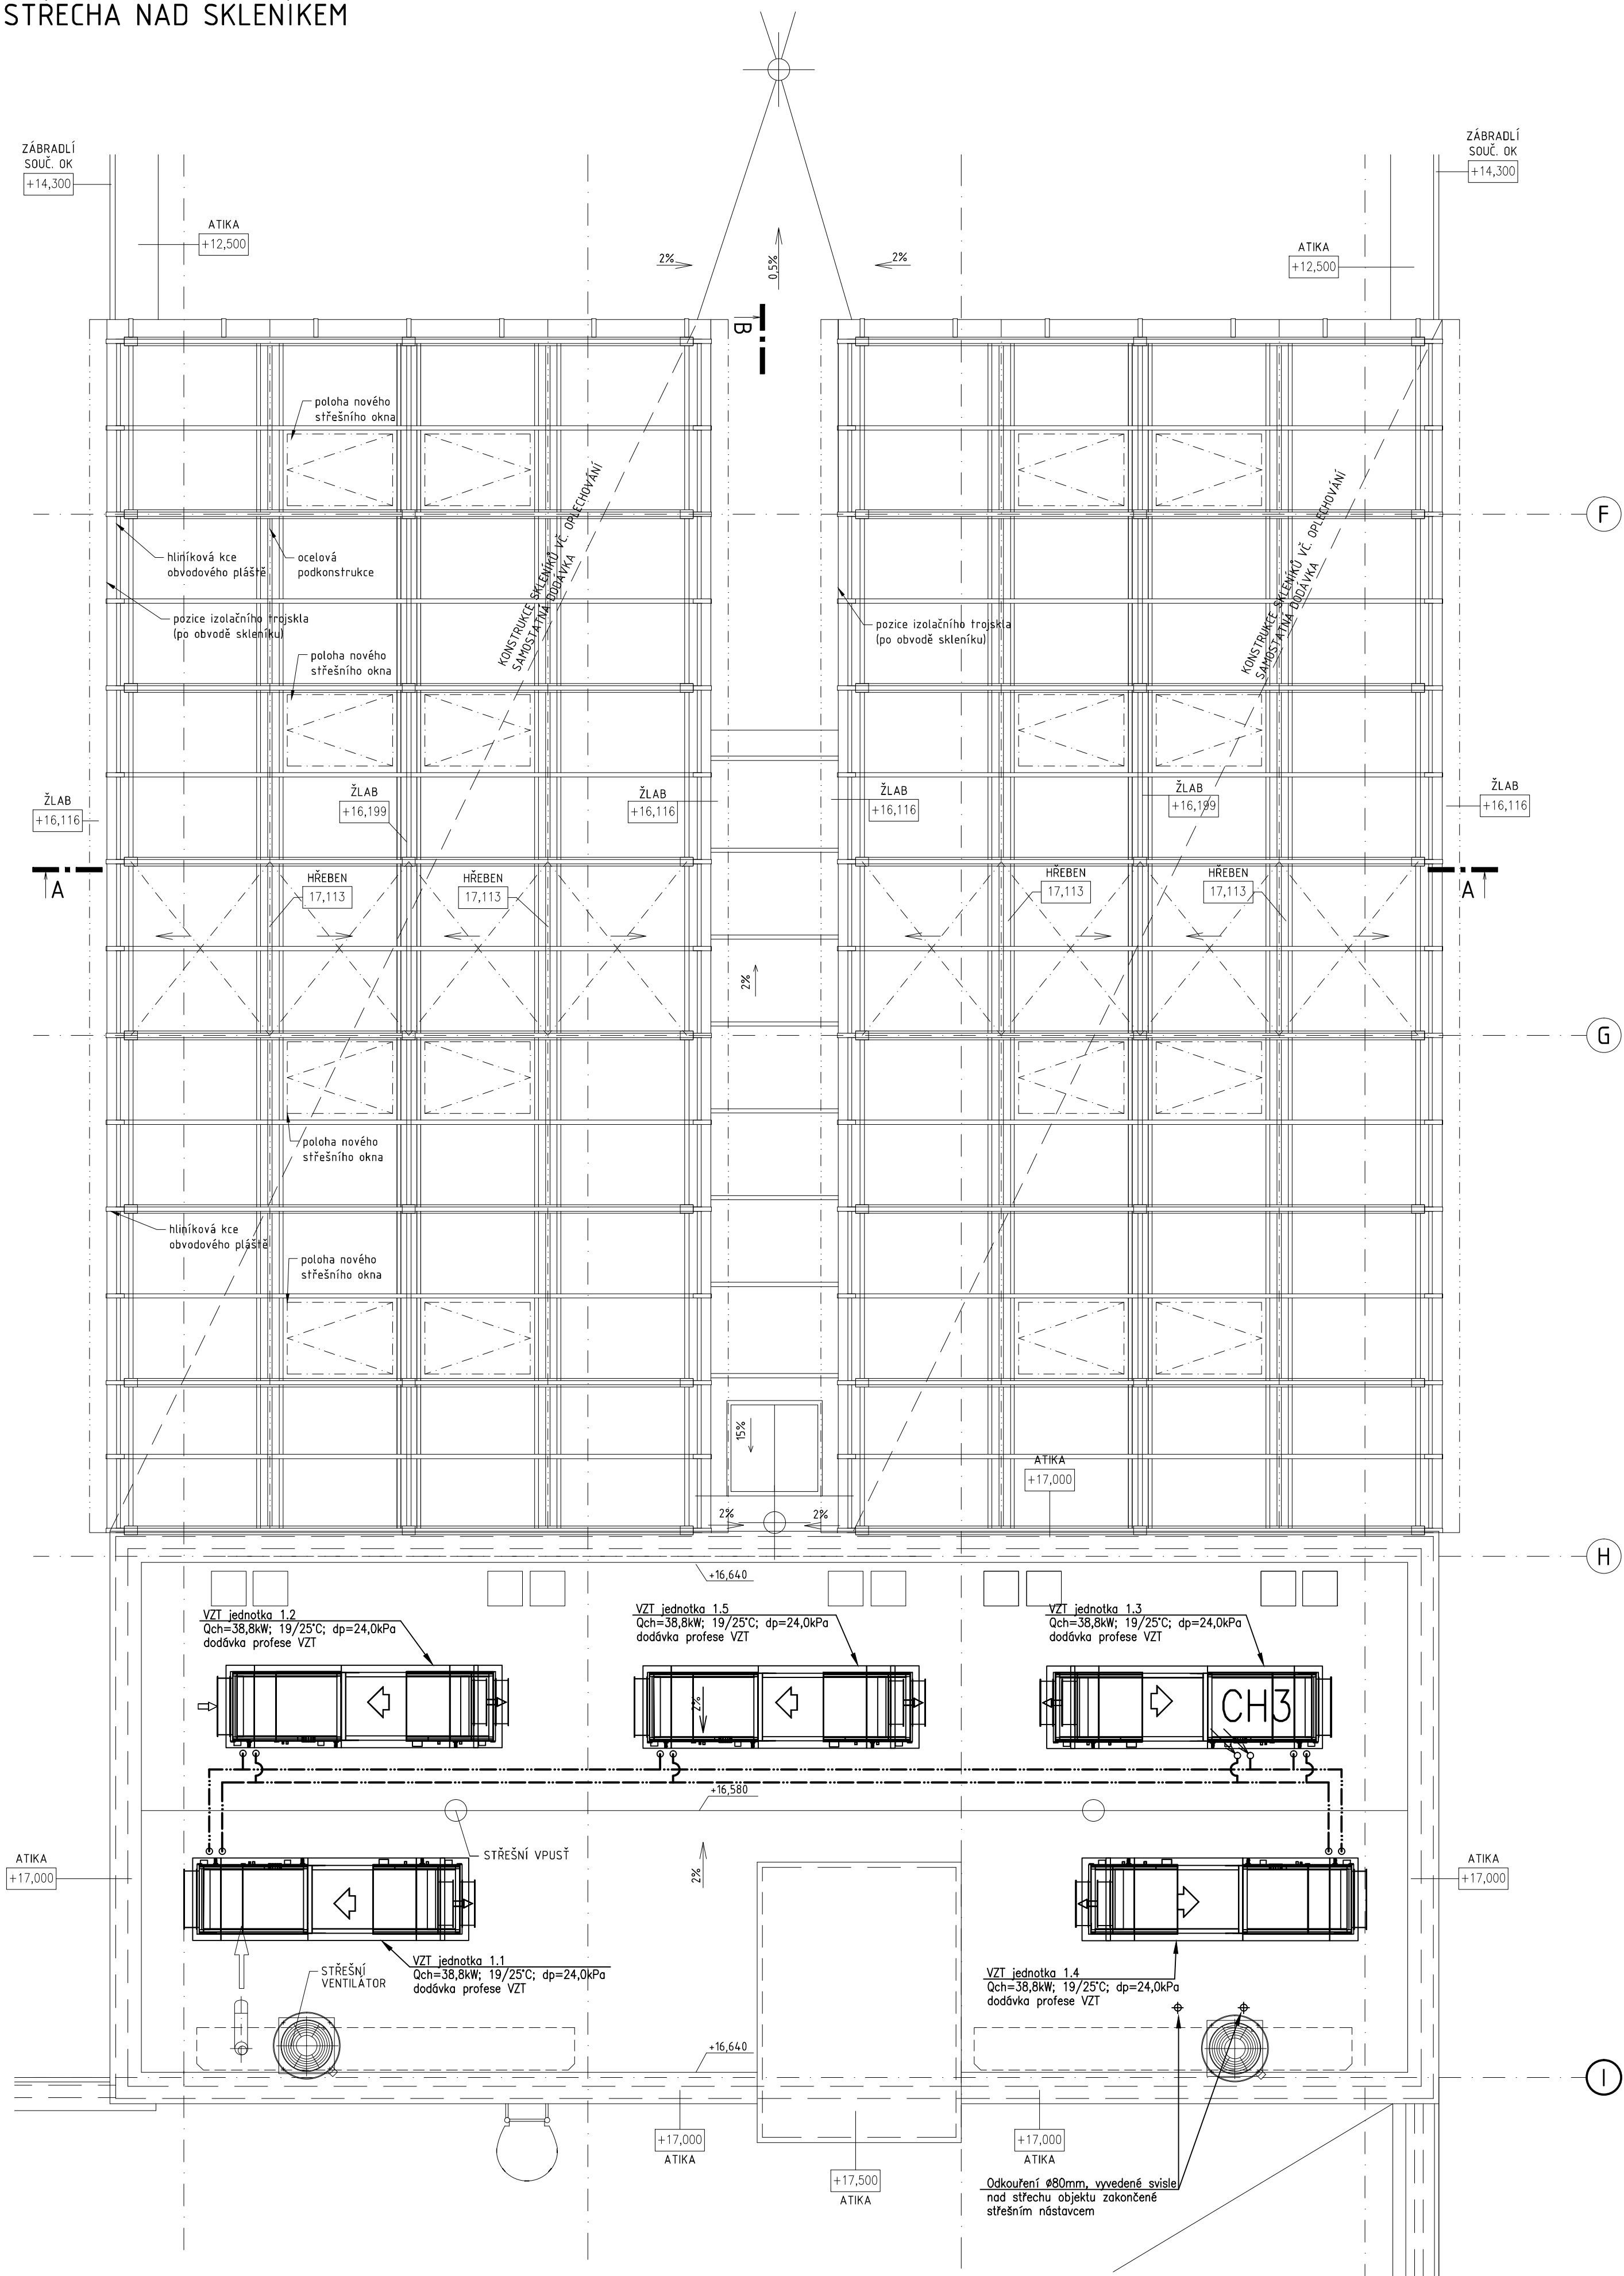 STŘECHA NAD SKLENÍKEM
ZÁBRADLÍ
SOUČ. OK
+14,300
ZÁBRADLÍ
SOUČ. OK
+14,300
ATIKA
+12,500
ATIKA
+12,500
2%
0,5%
2%
B
poloha nového
střešního okna
F
hliníková kce
obvodového pláště
ocelová
podkonstrukce
KONSTRUKCE SKLENÍKŮ VČ. OPLECHOVÁNÍ
SAMOSTATNÁ DODÁVKA
KONSTRUKCE SKLENÍKŮ VČ. OPLECHOVÁNÍ
SAMOSTATNÁ DODÁVKA
pozice izolačního trojskla
(po obvodě skleníku)
pozice izolačního trojskla
(po obvodě skleníku)
poloha nového
střešního okna
ŽLAB
+16,116
ŽLAB
+16,199
ŽLAB
+16,116
ŽLAB
+16,116
ŽLAB
+16,199
ŽLAB
+16,116
A
A
HŘEBEN
17,113
HŘEBEN
17,113
HŘEBEN
17,113
HŘEBEN
17,113
2%
G
poloha nového
střešního okna
hliníková kce
obvodového pláště
poloha nového
střešního okna
15%
ATIKA
+17,000
2%
2%
H
+16,640
VZT jednotka 1.2
Qch=38,8kW; 19/25°C; dp=24,0kPa
dodávka profese VZT
VZT jednotka 1.5
Qch=38,8kW; 19/25°C; dp=24,0kPa
dodávka profese VZT
VZT jednotka 1.3
Qch=38,8kW; 19/25°C; dp=24,0kPa
dodávka profese VZT
2%
CH3
+16,580
STŘEŠNÍ VPUSŤ
2%
ATIKA
+17,000
ATIKA
+17,000
VZT jednotka 1.1
Qch=38,8kW; 19/25°C; dp=24,0kPa
dodávka profese VZT
STŘEŠNÍ
VENTILÁTOR
VZT jednotka 1.4
Qch=38,8kW; 19/25°C; dp=24,0kPa
dodávka profese VZT
+16,640
I
+17,000
ATIKA
+17,000
ATIKA
+17,500
ATIKA
Odkouření ø80mm, vyvedené svisle
nad střechu objektu zakončené
střešním nástavcem